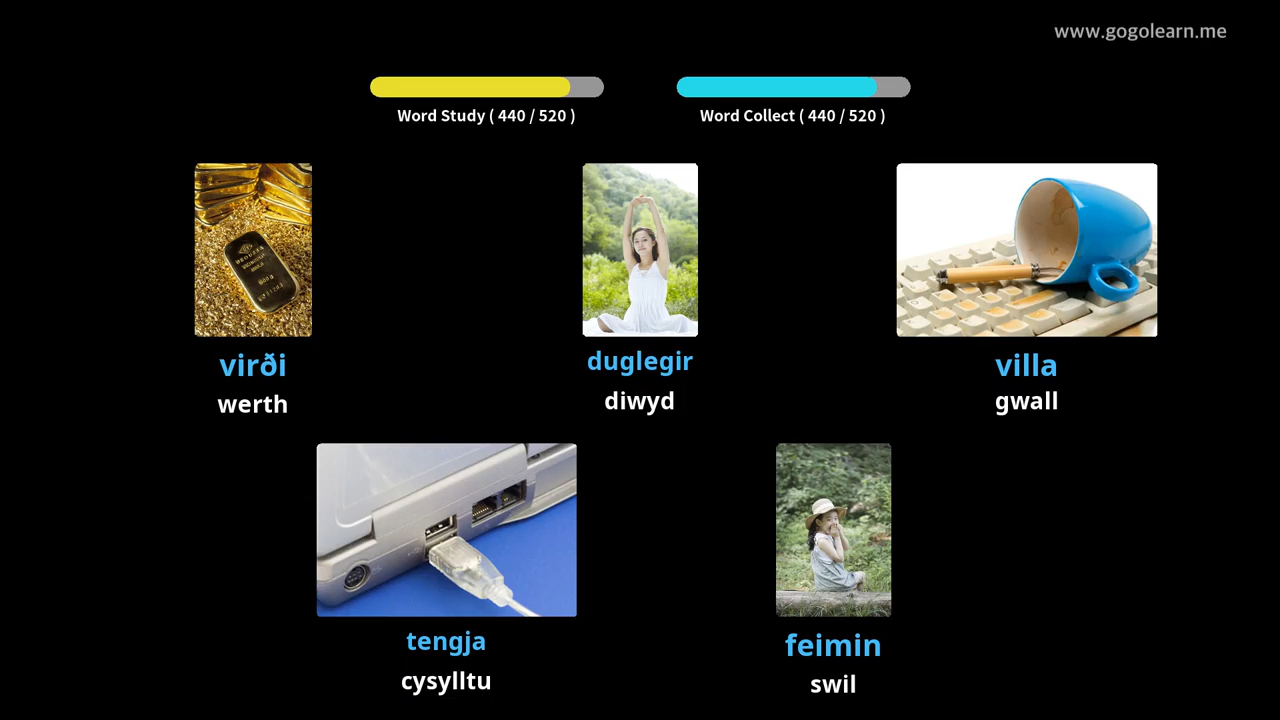 www.gogolearn.me
Word Study ( 440 / 520 )
Word Collect ( 440 / 520 )
virði
werth
duglegir
diwyd
villa
gwall
tengja
cysylltu
feimin
swil